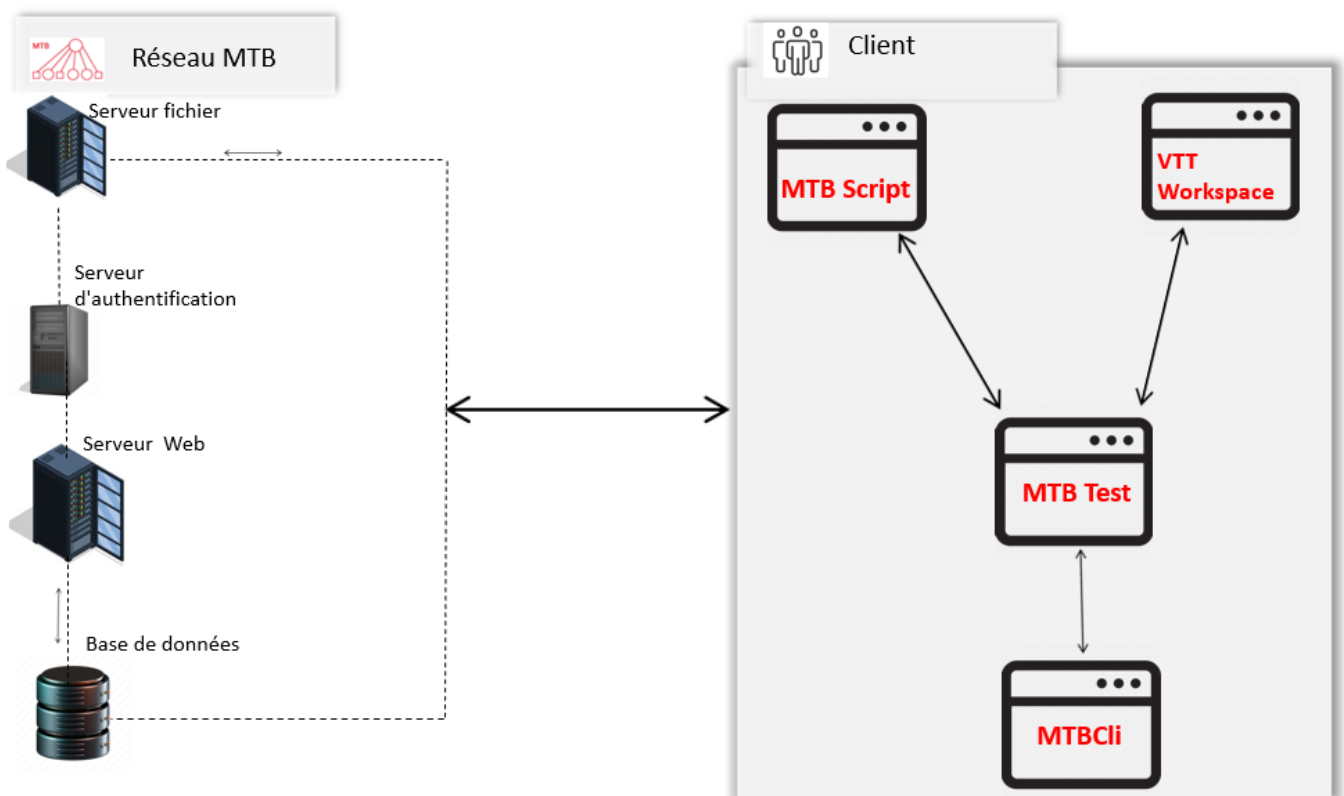 MTB
Réseau MTB
Serveur fichier
Serveur
d'authentification
Serveur Web
Base de données
Client
MTB Script
VTT
Workspace
MTB Test
MTBCli